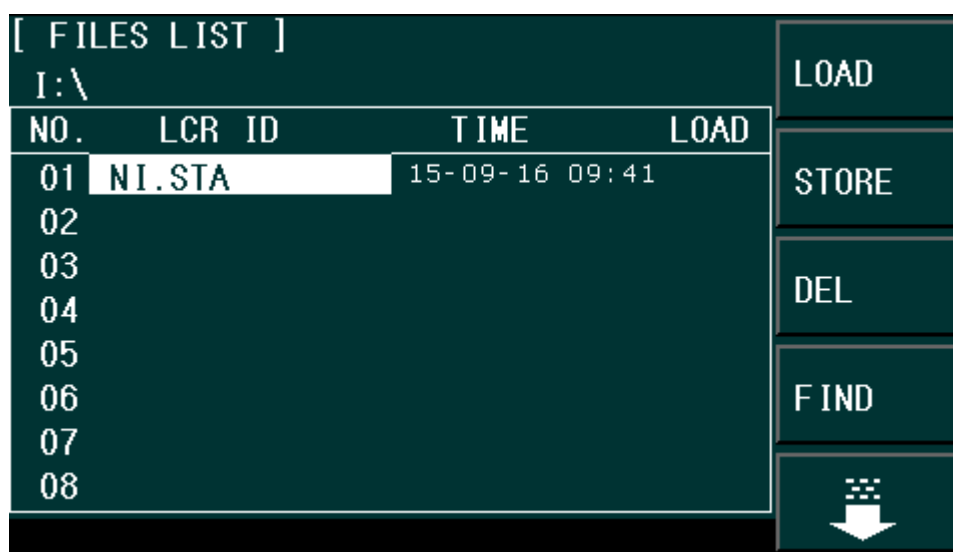 [ FILES LIST ]
I:\
NO. LCR ID TIME LOAD
01 NI.STA 15-09-16 09:41
02
03
04
05
06
07
08
LOAD
STORE
DEL
FIND